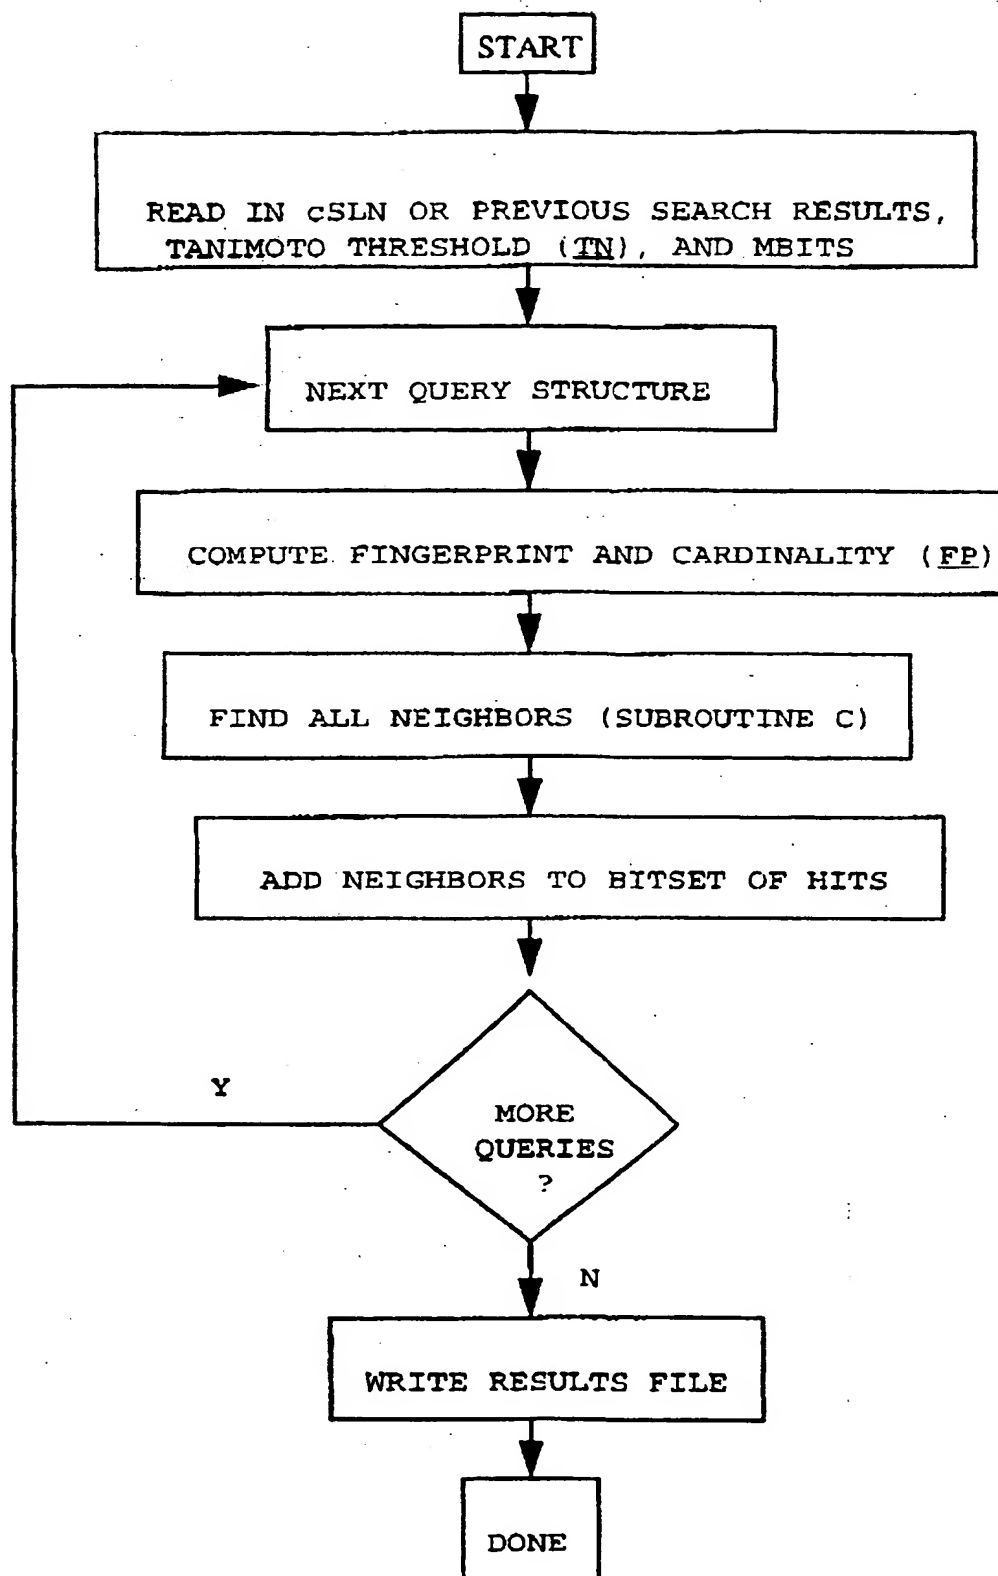 START
READ IN cSLN OR PREVIOUS SEARCH RESULTS,
TANIMOTO THRESHOLD (TN), AND MBITS
NEXT QUERY STRUCTURE
COMPUTE FINGERPRINT AND CARDINALITY (FP)
FIND ALL NEIGHBORS (SUBROUTINE C)
ADD NEIGHBORS TO BITSET OF HITS
Y
MORE
QUERIES
?
N
WRITE RESULTS FILE
DONE